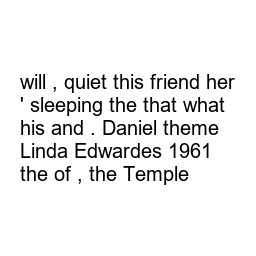 will , quiet this friend her
' sleeping the that what
his and . Daniel theme
Linda Edwardes 1961
the of , the Temple